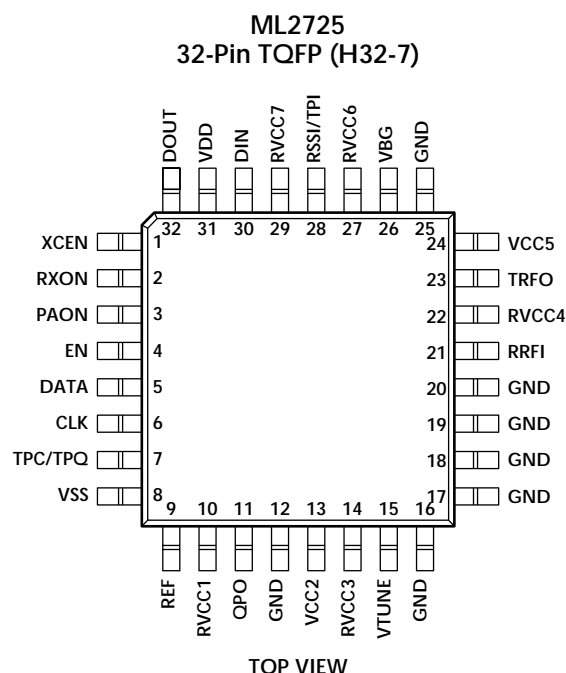 ML2725
32-Pin TQFP (H32-7)
DOUT
VDD
DIN
RVCC7
RSSI/TPI
RVCC6
VBG
GND
32 31 30 29 28 27 26 25
XCEN 1
RXON 2
PAON 3
EN 4
DATA 5
CLK 6
TPC/TPQ 7
VSS 8
24 VCC5
23 TRFO
22 RVCC4
21 RRFI
20 GND
19 GND
18 GND
17 GND
9 10 11 12 13 14 15 16
REF
RVCC1
QPO
GND
VCC2
RVCC3
VTUNE
GND
TOP VIEW